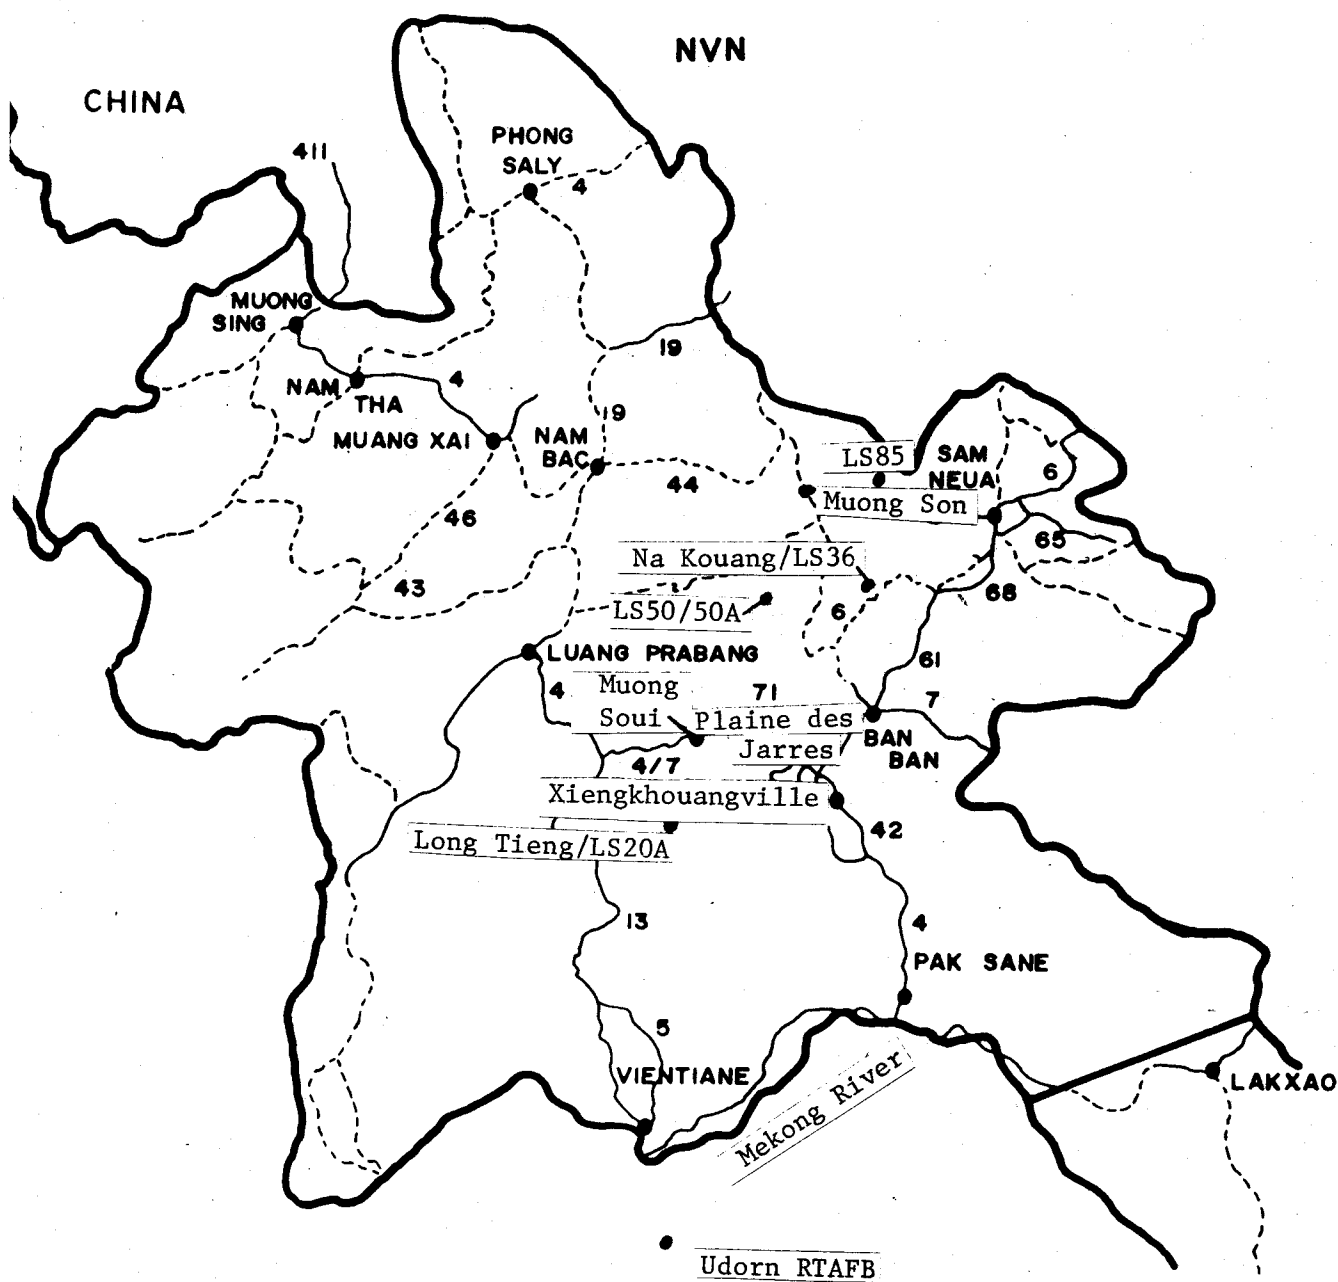 NVN
CHINA
411
PHONG
SALY
4
MUONG
SING
19
NAM
THA
4
MUANG XAI
19
NAM
BAC
44
46
43
LS85
SAM
NEUA
6
Muong Son
65
Na Kouang/LS36
68
LS50/50A
6
LUANG PRABANG
61
4
Muong
Soui
71
7
Plaine des
Jarres
BAN
BAN
4/7
Xiengkhouangville
42
Long Tieng/LS20A
13
4
PAK SANE
5
VIENTIANE
Mekong River
LAKXAO
Udorn RTAFB